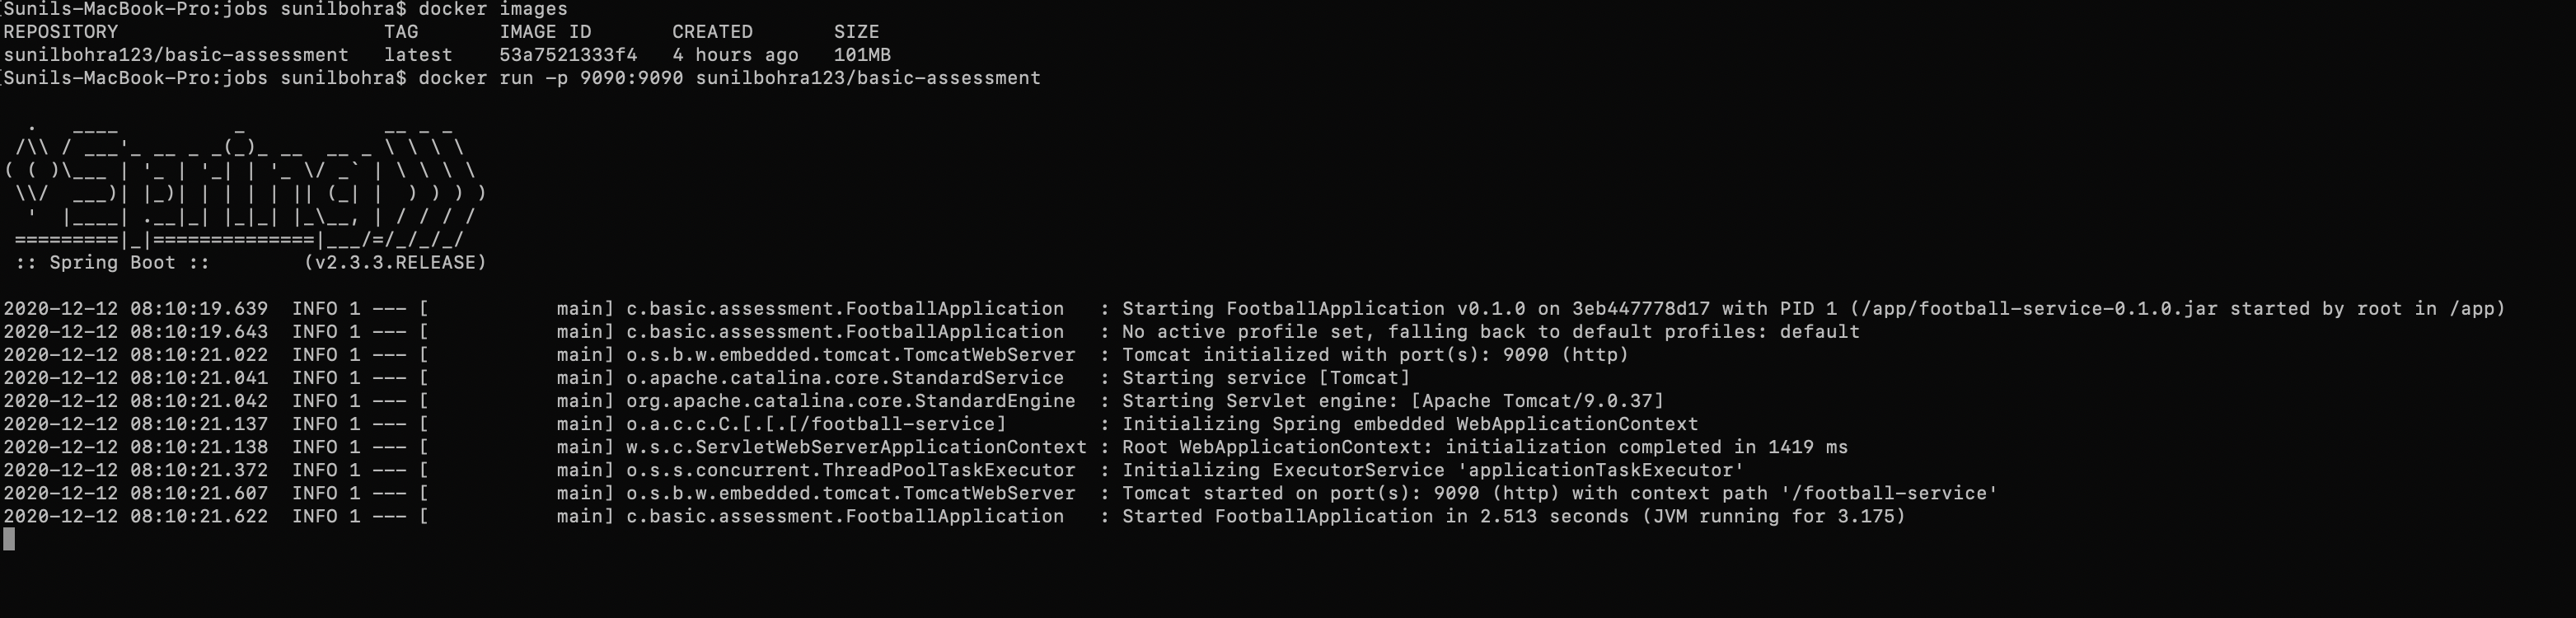 Sunils-MacBook-Pro:jobs sunilbohra$ docker images
REPOSITORY                       TAG       IMAGE ID       CREATED       SIZE
sunilbohra123/basic-assessment   latest    53a7521333f4   4 hours ago   101MB
Sunils-MacBook-Pro:jobs sunilbohra$ docker run -p 9090:9090 sunilbohra123/basic-assessment

  .   ____          _            __ _ _
 /\\ / ___'_ __ _ _(_)_ __  __ _ \ \ \ \
( ( )\___ | '_ | '_| | '_ \/ _` | \ \ \ \
 \\/  ___)| |_)| | | | | || (_| |  ) ) ) )
  '  |____| .__|_| |_|_| |_\__, | / / / /
 =========|_|==============|___/=/_/_/_/
 :: Spring Boot ::        (v2.3.3.RELEASE)

2020-12-12 08:10:19.639  INFO 1 --- [           main] c.basic.assessment.FootballApplication   : Starting FootballApplication v0.1.0 on 3eb447778d17 with PID 1 (/app/football-service-0.1.0.jar started by root in /app)
2020-12-12 08:10:19.643  INFO 1 --- [           main] c.basic.assessment.FootballApplication   : No active profile set, falling back to default profiles: default
2020-12-12 08:10:21.022  INFO 1 --- [           main] o.s.b.w.embedded.tomcat.TomcatWebServer  : Tomcat initialized with port(s): 9090 (http)
2020-12-12 08:10:21.041  INFO 1 --- [           main] o.apache.catalina.core.StandardService   : Starting service [Tomcat]
2020-12-12 08:10:21.042  INFO 1 --- [           main] org.apache.catalina.core.StandardEngine  : Starting Servlet engine: [Apache Tomcat/9.0.37]
2020-12-12 08:10:21.137  INFO 1 --- [           main] o.a.c.c.C.[.[.[/football-service]        : Initializing Spring embedded WebApplicationContext
2020-12-12 08:10:21.138  INFO 1 --- [           main] w.s.c.ServletWebServerApplicationContext : Root WebApplicationContext: initialization completed in 1419 ms
2020-12-12 08:10:21.372  INFO 1 --- [           main] o.s.s.concurrent.ThreadPoolTaskExecutor  : Initializing ExecutorService 'applicationTaskExecutor'
2020-12-12 08:10:21.607  INFO 1 --- [           main] o.s.b.w.embedded.tomcat.TomcatWebServer  : Tomcat started on port(s): 9090 (http) with context path '/football-service'
2020-12-12 08:10:21.622  INFO 1 --- [           main] c.basic.assessment.FootballApplication   : Started FootballApplication in 2.513 seconds (JVM running for 3.175)